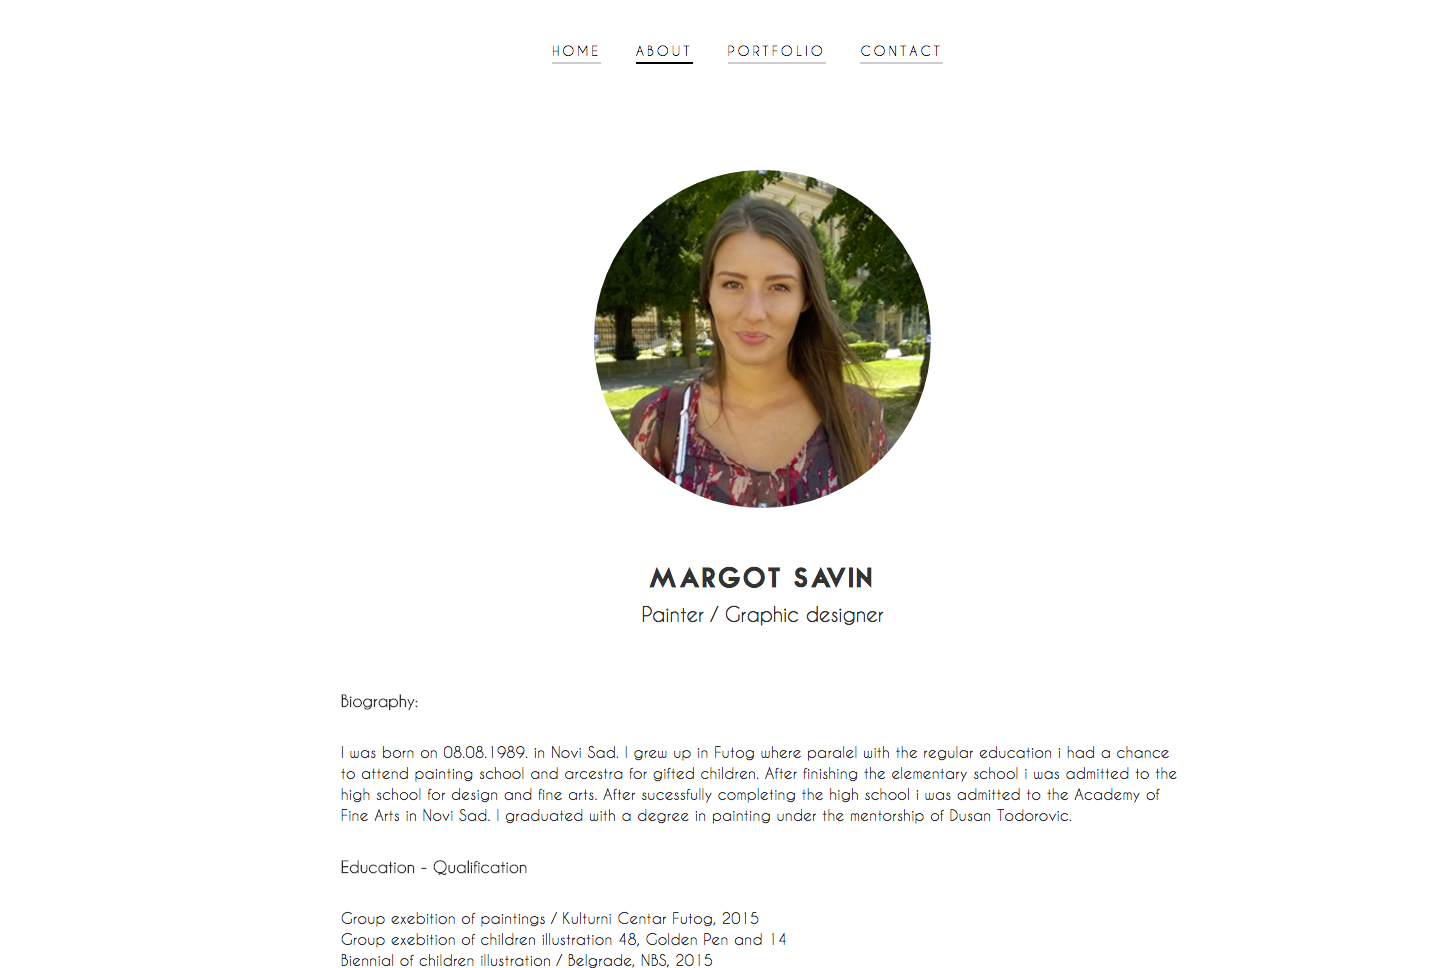 HOME ABOUT PORTFOLIO CONTACT
MARGOT SAVIN
Painter / Graphic designer
Biography:
I was born on 08.08.1989. in Novi Sad. I grew up in Futog where paralel with the regular education i had a chance
to attend painting school and arcestra for gifted children. After finishing the elementary school i was admitted to the
high school for design and fine arts. After sucessfully completing the high school i was admitted to the Academy of
Fine Arts in Novi Sad. I graduated with a degree in painting under the mentorship of Dusan Todorovic.
Education - Qualification
Group exebition of paintings / Kulturni Centar Futog, 2015
Group exebition of children illustration 48, Golden Pen and 14
Biennial of children illustration / Belgrade, NBS, 2015